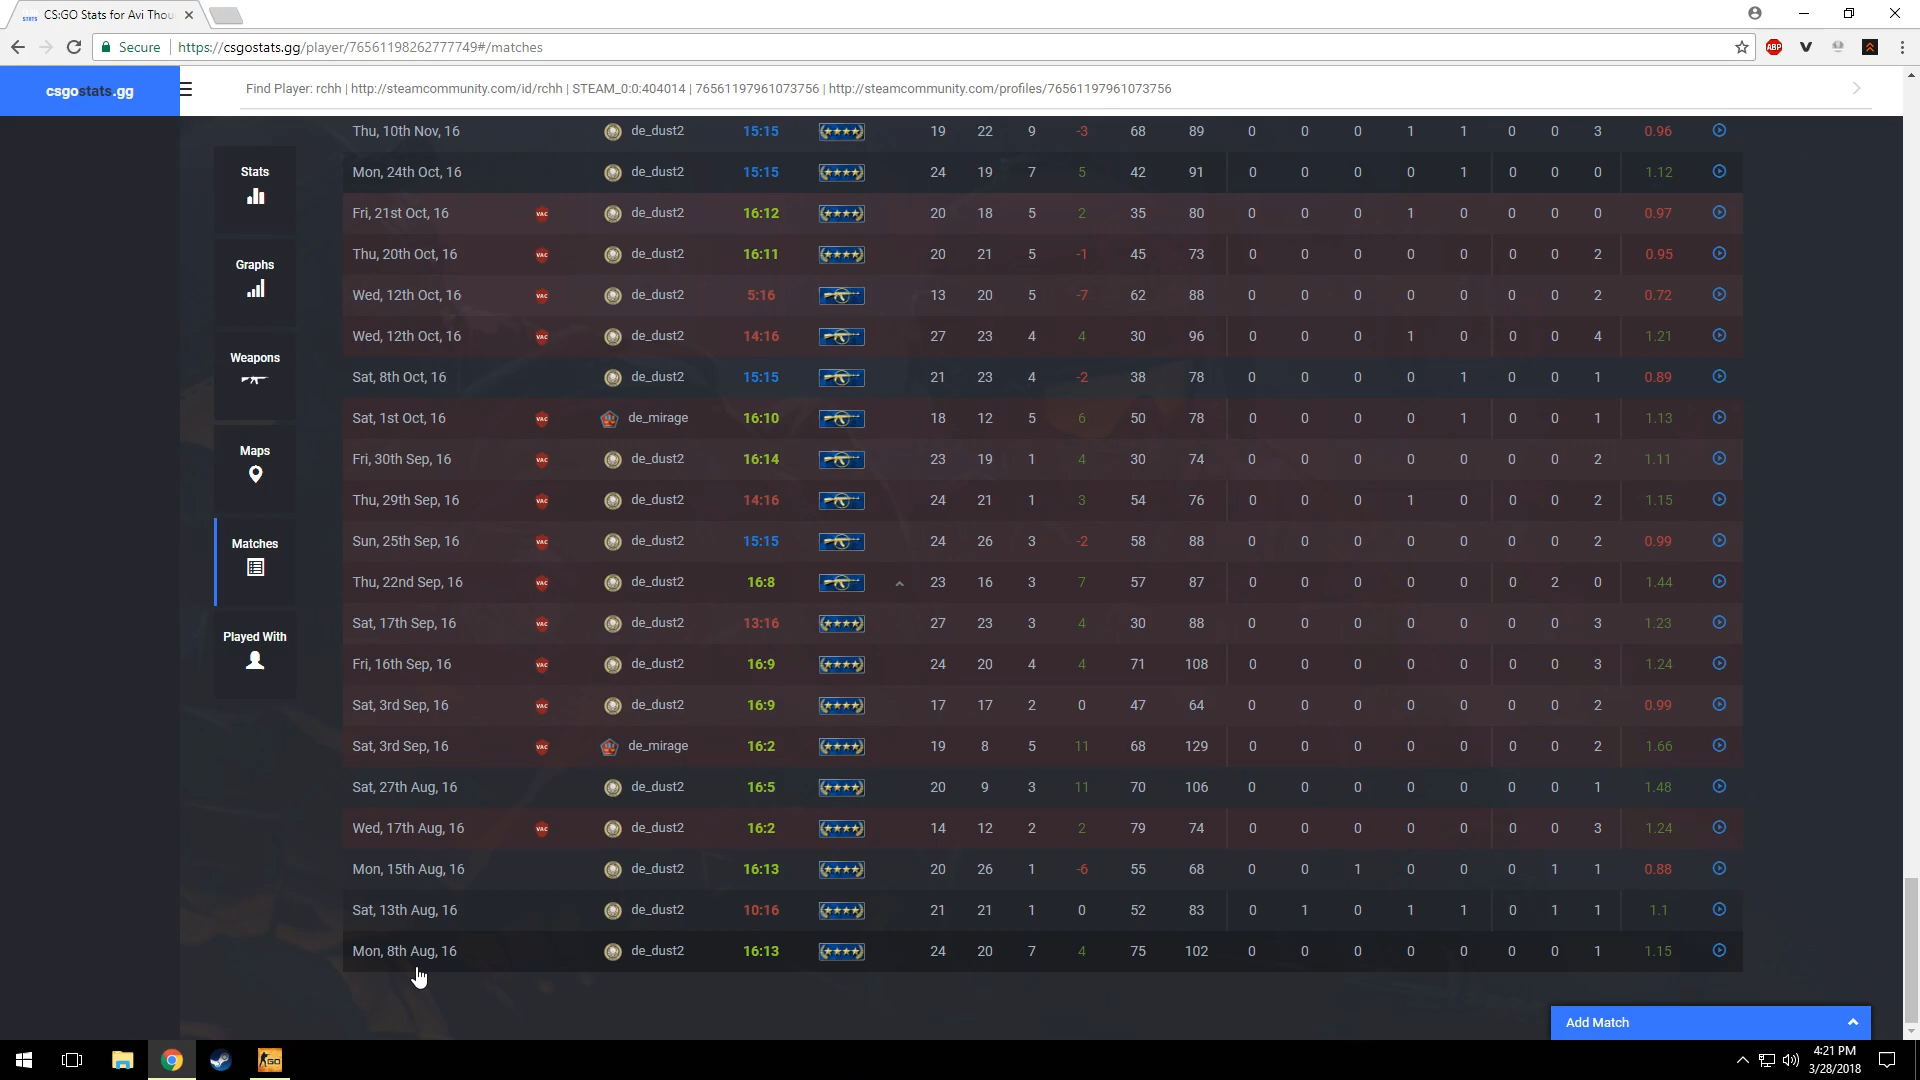 CS:GO Stats for Avi Thou
Secure https://csgostats.gg/player/76561198262777749#/matches
ABP
csgostats.gg
Find Player: rchh | http://steamcommunity.com/id/rchh | STEAM_0:0:404014 | 76561197961073756 | http://steamcommunity.com/profiles/76561197961073756
Stats
Graphs
Weapons
Maps
Matches
Played With
Thu, 10th Nov, 16 de_dust2 15:15 19 22 9 -3 68 89 0 0 0 1 1 0 0 3 0.96
Mon, 24th Oct, 16 de_dust2 15:15 24 19 7 5 42 91 0 0 0 0 1 0 0 0 1.12
Fri, 21st Oct, 16 VAC de_dust2 16:12 20 18 5 2 35 80 0 0 0 1 0 0 0 0 0.97
Thu, 20th Oct, 16 VAC de_dust2 16:11 20 21 5 -1 45 73 0 0 0 0 0 0 0 2 0.95
Wed, 12th Oct, 16 VAC de_dust2 5:16 13 20 5 -7 62 88 0 0 0 0 0 0 0 2 0.72
Wed, 12th Oct, 16 VAC de_dust2 14:16 27 23 4 4 30 96 0 0 0 1 0 0 0 4 1.21
Sat, 8th Oct, 16 de_dust2 15:15 21 23 4 -2 38 78 0 0 0 0 1 0 0 1 0.89
Sat, 1st Oct, 16 VAC de_mirage 16:10 18 12 5 6 50 78 0 0 0 0 1 0 0 1 1.13
Fri, 30th Sep, 16 VAC de_dust2 16:14 23 19 1 4 30 74 0 0 0 0 0 0 0 2 1.11
Thu, 29th Sep, 16 VAC de_dust2 14:16 24 21 1 3 54 76 0 0 0 1 0 0 0 2 1.15
Sun, 25th Sep, 16 VAC de_dust2 15:15 24 26 3 -2 58 88 0 0 0 0 0 0 0 2 0.99
Thu, 22nd Sep, 16 VAC de_dust2 16:8 23 16 3 7 57 87 0 0 0 0 0 0 2 0 1.44
Sat, 17th Sep, 16 VAC de_dust2 13:16 27 23 3 4 30 88 0 0 0 0 0 0 0 3 1.23
Fri, 16th Sep, 16 VAC de_dust2 16:9 24 20 4 4 71 108 0 0 0 0 0 0 0 3 1.24
Sat, 3rd Sep, 16 VAC de_dust2 16:9 17 17 2 0 47 64 0 0 0 0 0 0 0 2 0.99
Sat, 3rd Sep, 16 VAC de_mirage 16:2 19 8 5 11 68 129 0 0 0 0 0 0 0 2 1.66
Sat, 27th Aug, 16 de_dust2 16:5 20 9 3 11 70 106 0 0 0 0 0 0 0 1 1.48
Wed, 17th Aug, 16 VAC de_dust2 16:2 14 12 2 2 79 74 0 0 0 0 0 0 0 3 1.24
Mon, 15th Aug, 16 de_dust2 16:13 20 26 1 -6 55 68 0 0 1 0 0 0 1 1 0.88
Sat, 13th Aug, 16 de_dust2 10:16 21 21 1 0 52 83 0 1 0 1 1 0 1 1 1.1
Mon, 8th Aug, 16 de_dust2 16:13 24 20 7 4 75 102 0 0 0 0 0 0 0 1 1.15
Add Match
GO
4:21 PM
3/28/2018